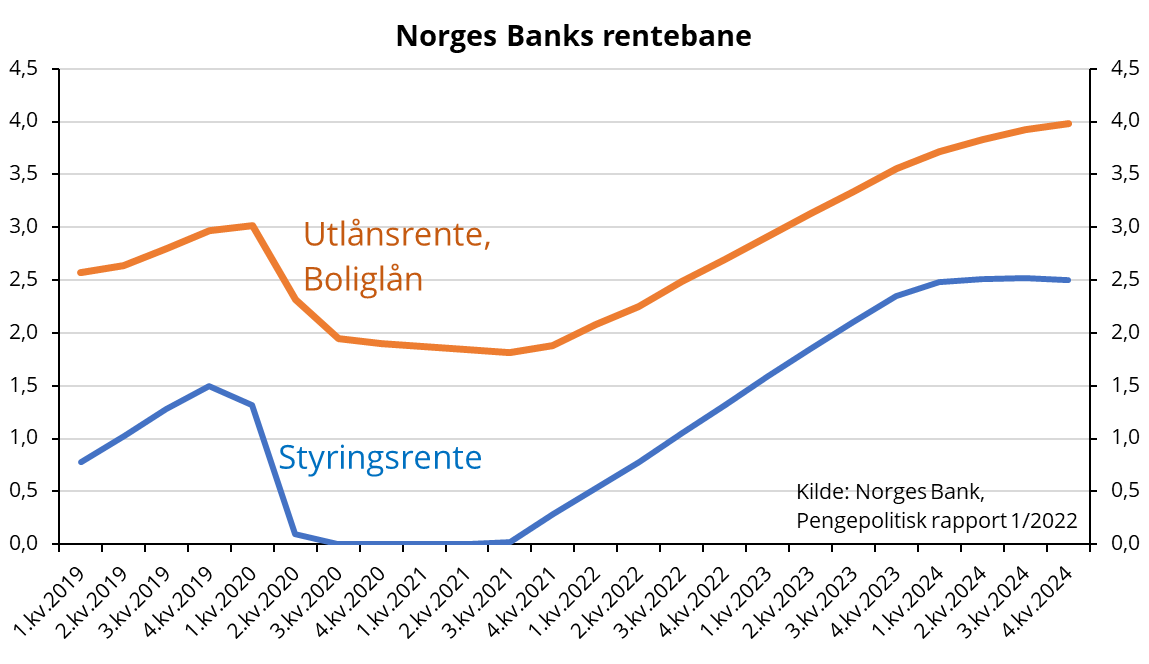 Norges Banks rentebane
4,5
4,0
3,5
3,0
2,5
2,0
1,5
1,0
0,5
0,0
4,5
4,0
3,5
3,0
2,5
2,0
1,5
1,0
0,5
0,0
Utlånsrente,
Boliglån
Styringsrente
Kilde: Norges Bank,
Pengepolitisk rapport 1/2022
1.kv.2019
2.kv.2019
3.kv.2019
4.kv.2019
1.kv.2020
2.kv.2020
3.kv.2020
4.kv.2020
1.kv.2021
2.kv.2021
3.kv.2021
4.kv.2021
1.kv.2022
2.kv.2022
3.kv.2022
4.kv.2022
1.kv.2023
2.kv.2023
3.kv.2023
4.kv.2023
1.kv.2024
2.kv.2024
3.kv.2024
4.kv.2024